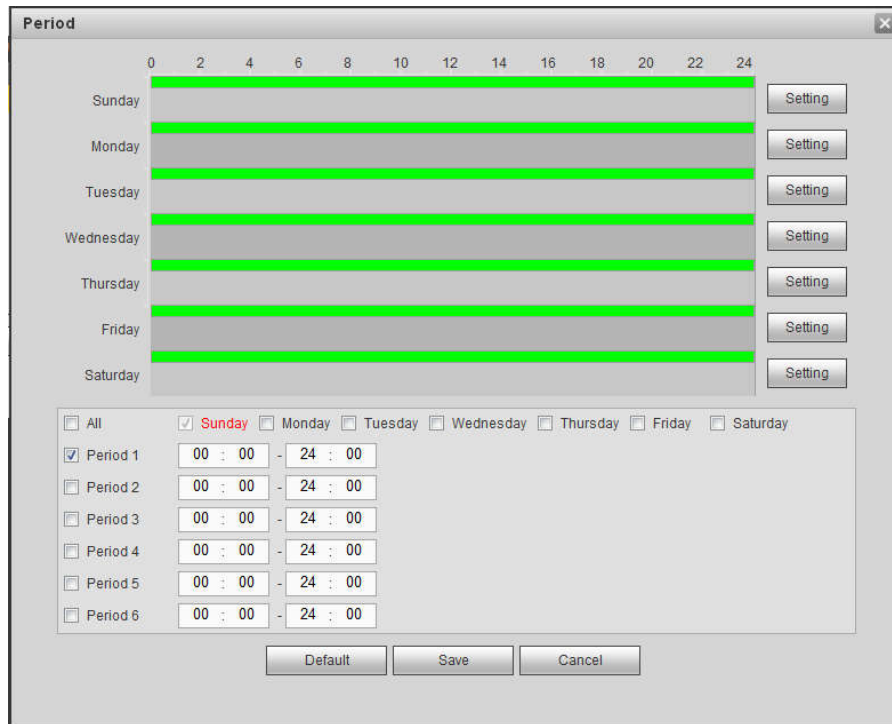 Period
0 2 4 6 8 10 12 14 16 18 20 22 24
Sunday Setting
Monday Setting
Tuesday Setting
Wednesday Setting
Thursday Setting
Friday Setting
Saturday Setting
All Sunday Monday Tuesday Wednesday Thursday Friday Saturday
Period 1 00 : 00 - 24 : 00
Period 2 00 : 00 - 24 : 00
Period 3 00 : 00 - 24 : 00
Period 4 00 : 00 - 24 : 00
Period 5 00 : 00 - 24 : 00
Period 6 00 : 00 - 24 : 00
Default Save Cancel